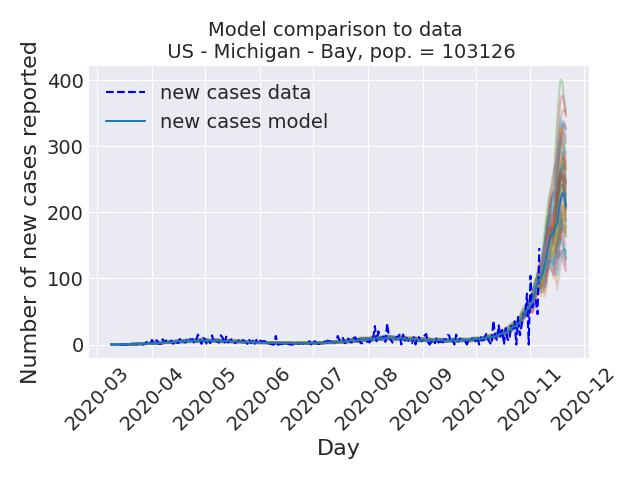 Model comparison to data
US - Michigan - Bay, pop. = 103126
Number of new cases reported
400
300
200
100
0
new cases data
new cases model
2020-03
2020-04
2020-05
2020-06
2020-07
2020-08
2020-09
2020-10
2020-11
2020-12
Day